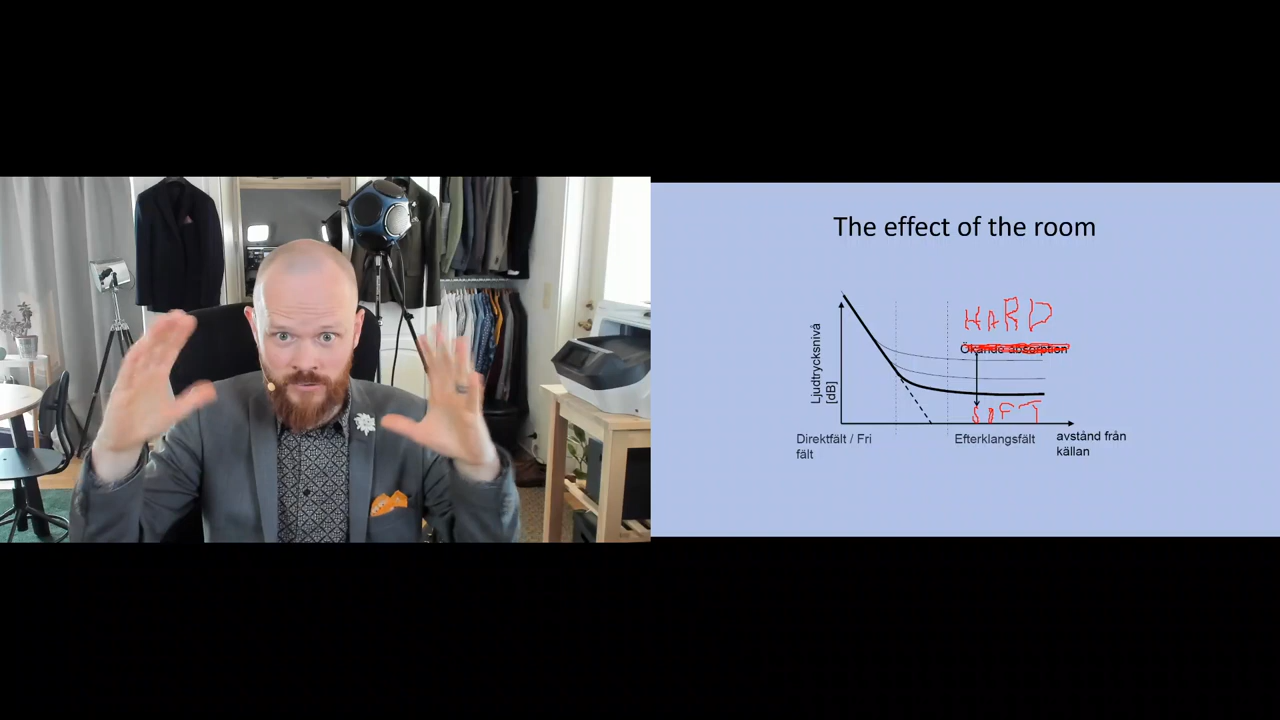 The effect of the room
HARD
Ökande absorption
SOFT
Ljudtrycksnivå
[dB]
Direktfält / Fri
fält
Efterklangsfält
avstånd från
källan